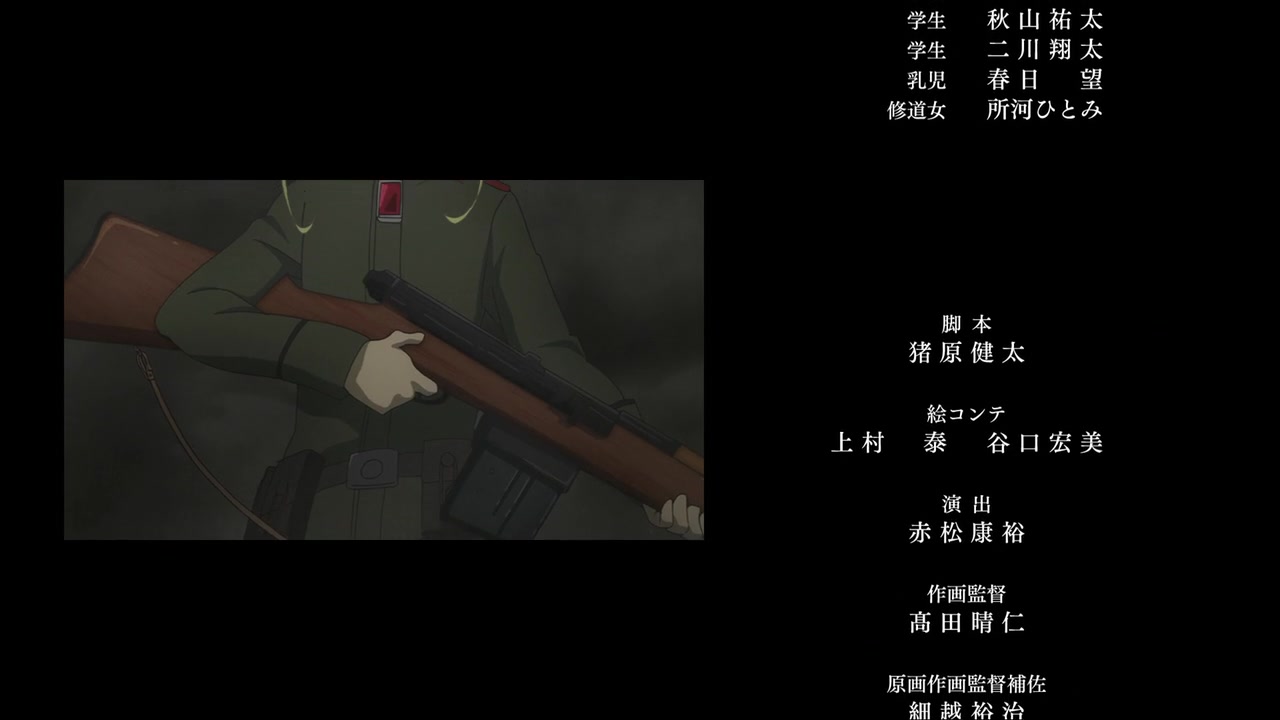 学生 秋山祐太
学生 二川翔太
乳児 春日 望
修道女 所河ひとみ
脚本
猪原健太
絵コンテ
上村 泰 谷口宏美
演出
赤松康裕
作画監督
髙田晴仁
原画作画監督補佐
細越裕治